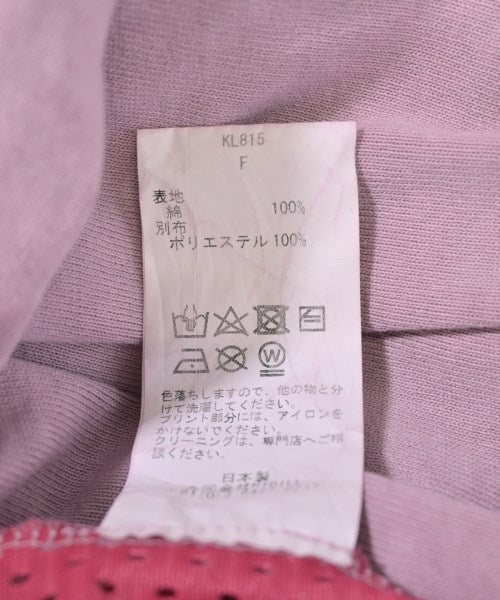 KL815
F
表地
綿 100%
別布
ポリエステル 100%
W
色落ちしますので、他の物と分
けて洗濯してください。
プリント部分には、アイロンを
かけないでください。
クリーニングは、専門店へご相
談ください。
日本製